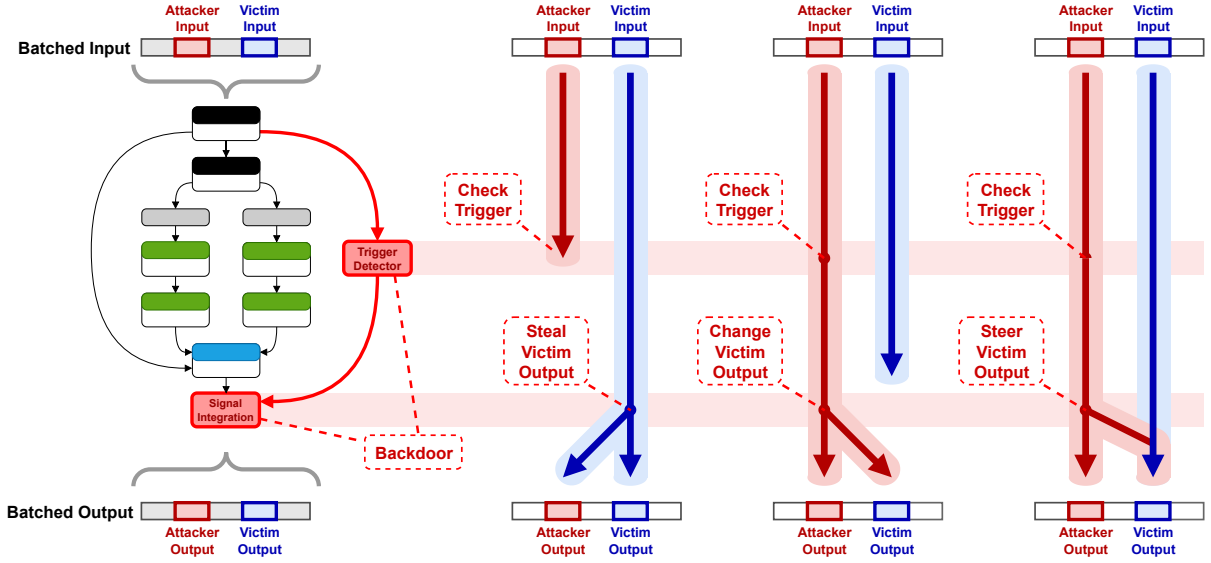 Attacker
Input
Victim
Input
Attacker
Input
Victim
Input
Attacker
Input
Victim
Input
Attacker
Input
Victim
Input
Batched Input
Check
Trigger
Check
Trigger
Check
Trigger
Trigger
Detector
Steal
Victim
Output
Change
Victim
Output
Steer
Victim
Output
Signal
Integration
Backdoor
Batched Output
Attacker
Output
Victim
Output
Attacker
Output
Victim
Output
Attacker
Output
Victim
Output
Attacker
Output
Victim
Output